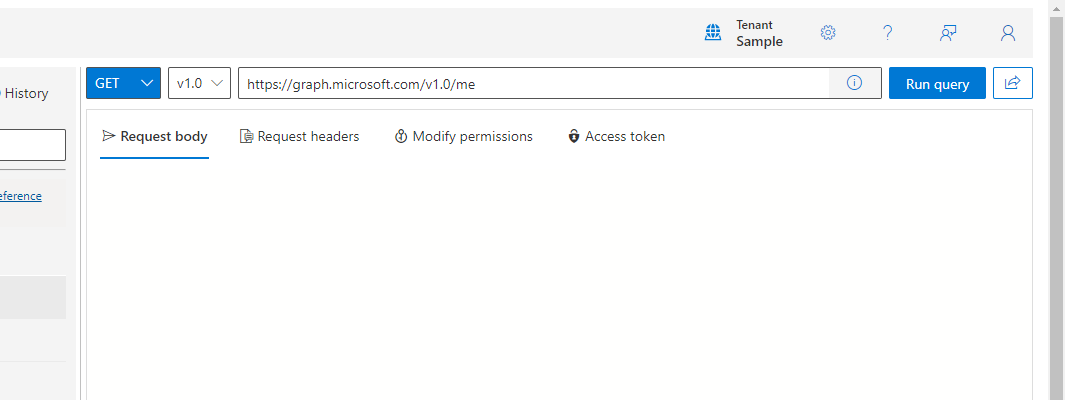 Tenant
Sample
History
GET
v1.0
https://graph.microsoft.com/v1.0/me
Run query
Request body
Request headers
Modify permissions
Access token
eference